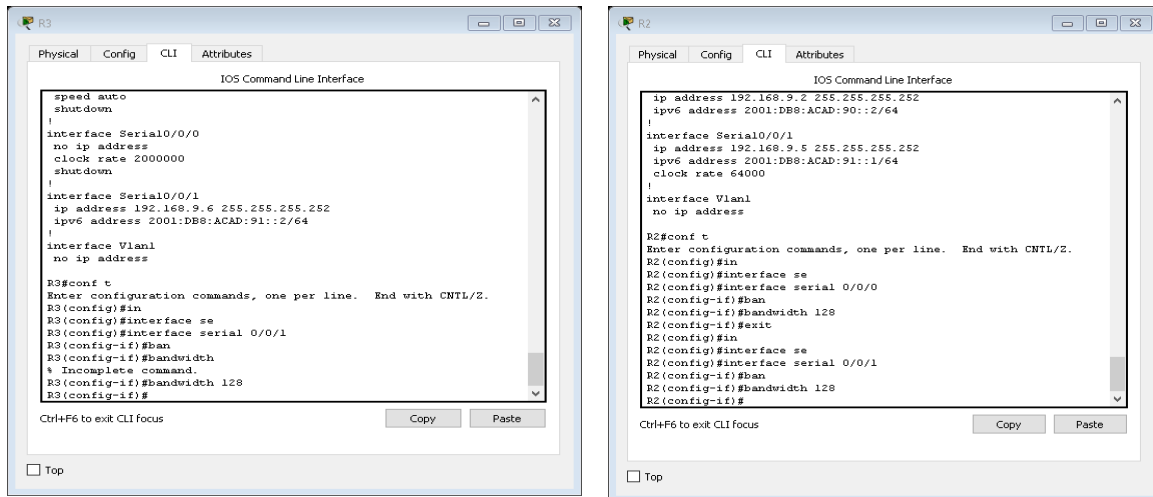 R3
Physical Config CLI Attributes
IOS Command Line Interface
speed auto
shutdown
!
interface Serial0/0/0
no ip address
clock rate 2000000
shutdown
!
interface Serial0/0/1
ip address 192.168.9.6 255.255.255.252
ipv6 address 2001:DB8:ACAD:91::2/64
!
interface Vlan1
no ip address
R3#conf t
Enter configuration commands, one per line. End with CNTL/Z.
R3(config)#in
R3(config)#interface se
R3(config)#interface serial 0/0/1
R3(config-if)#ban
R3(config-if)#bandwidth
% Incomplete command.
R3(config-if)#bandwidth 128
R3(config-if)#
Ctrl+F6 to exit CLI focus
Copy Paste
Top
R2
Physical Config CLI Attributes
IOS Command Line Interface
ip address 192.168.9.2 255.255.255.252
ipv6 address 2001:DB8:ACAD:90::2/64
!
interface Serial0/0/1
ip address 192.168.9.5 255.255.255.252
ipv6 address 2001:DB8:ACAD:91::1/64
clock rate 64000
!
interface Vlan1
no ip address
R2#conf t
Enter configuration commands, one per line. End with CNTL/Z.
R2(config)#in
R2(config)#interface se
R2(config)#interface serial 0/0/0
R2(config-if)#ban
R2(config-if)#bandwidth 128
R2(config-if)#exit
R2(config)#in
R2(config)#interface se
R2(config)#interface serial 0/0/1
R2(config-if)#ban
R2(config-if)#bandwidth 128
R2(config-if)#
Ctrl+F6 to exit CLI focus
Copy Paste
Top